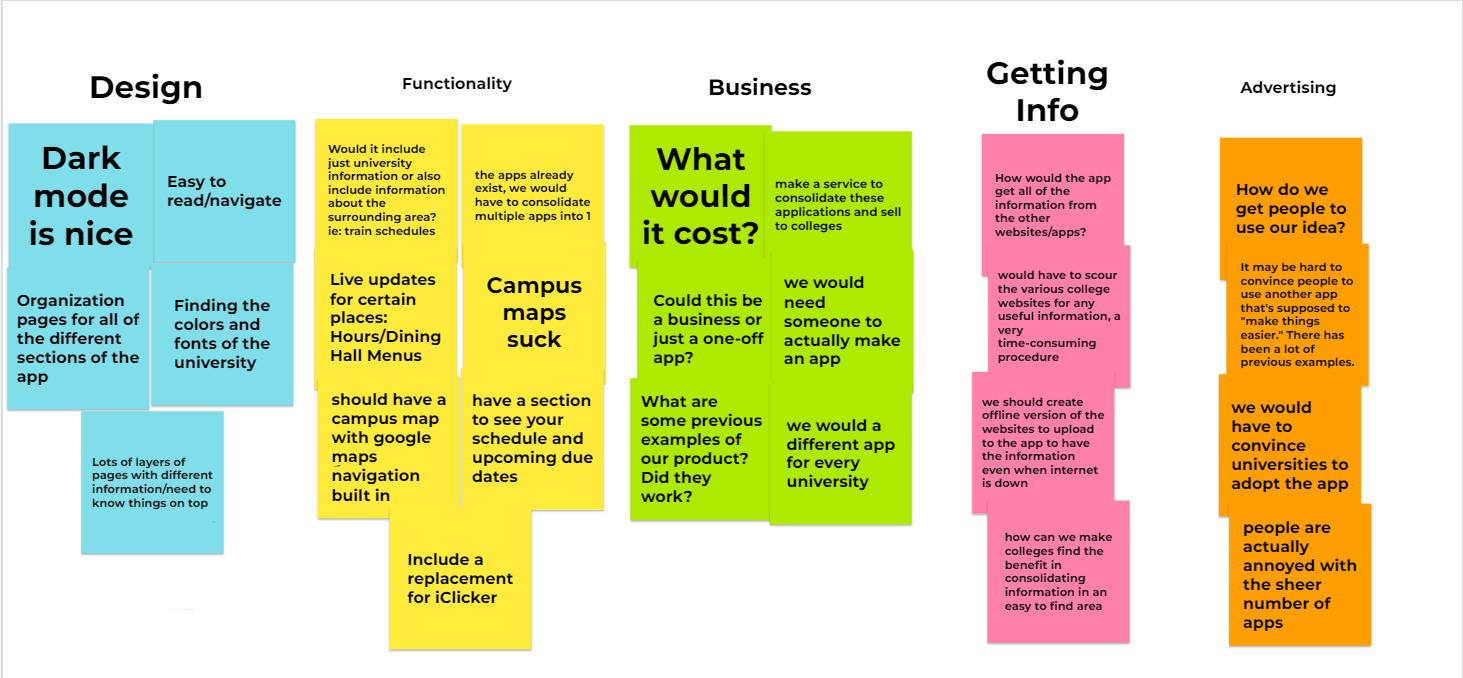 Design
Dark
mode
is nice
Easy to
read/navigate
Organization
pages for all of
the different
sections of the
app
Finding the
colors and
fonts of the
university
Lots of layers of
pages with different
information/need to
know things on top
Functionality
Would it include
just university
information or also
include information
about the
surrounding area?
ie: train schedules
the apps already
exist, we would
have to consolidate
multiple apps into 1
Live updates
for certain
places:
Hours/Dining
Hall Menus
Campus
maps
suck
should have a
campus map
with google
maps
navigation
built in
have a section
to see your
schedule and
upcoming due
dates
Include a
replacement
for iClicker
Business
What
would
it cost?
make a service to
consolidate these
applications and sell
to colleges
Could this be
a business or
just a one-off
app?
we would
need
someone to
actually make
an app
What are
some previous
examples of
our product?
Did they
work?
we would a
different app
for every
university
Getting
Info
How would the app
get all of the
information from
the other
websites/apps?
would have to scour
the various college
websites for any
useful information, a
very
time-consuming
procedure
we should create
offline version of the
websites to upload
to the app to have
the information
even when internet
is down
how can we make
colleges find the
benefit in
consolidating
information in an
easy to find area
Advertising
How do we
get people to
use our idea?
It may be hard to
convince people to
use another app
that's supposed to
"make things
easier." There has
been a lot of
previous examples.
we would
have to
convince
universities to
adopt the app
people are
actually
annoyed with
the sheer
number of
apps